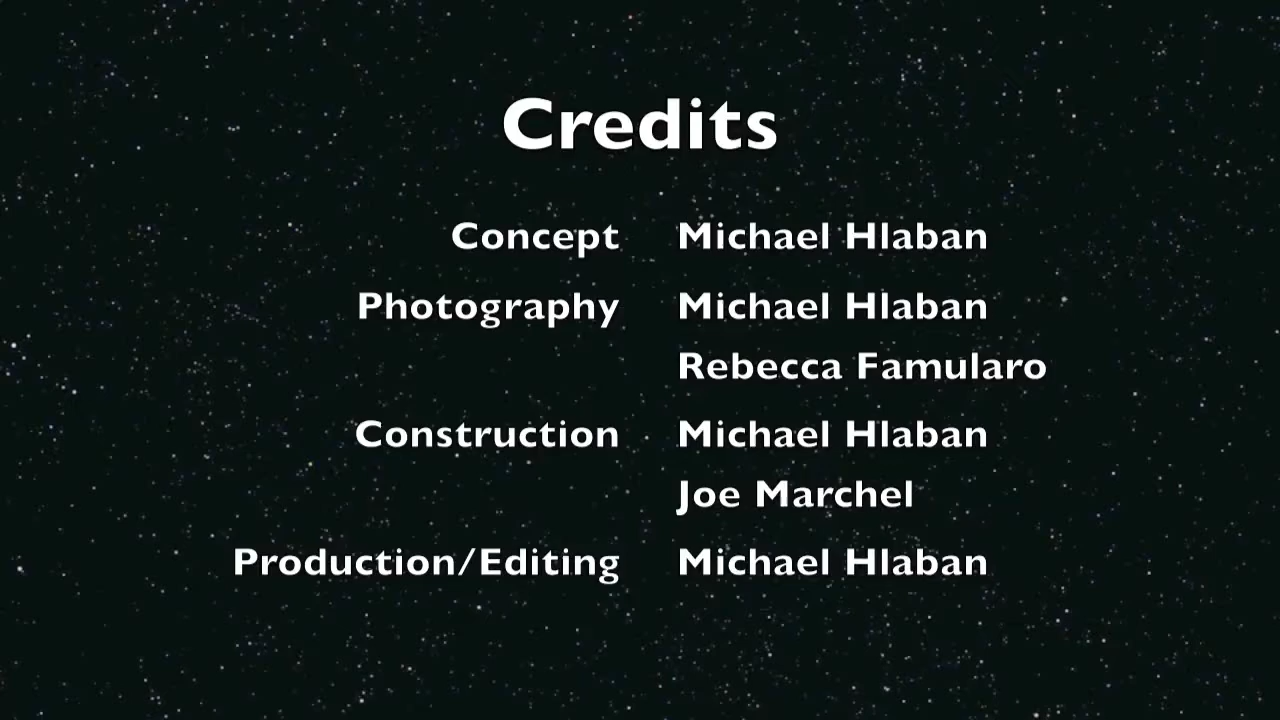 Credits
Concept Michael Hlaban
Photography Michael Hlaban
Rebecca Famularo
Construction Michael Hlaban
Joe Marchel
Production/Editing Michael Hlaban